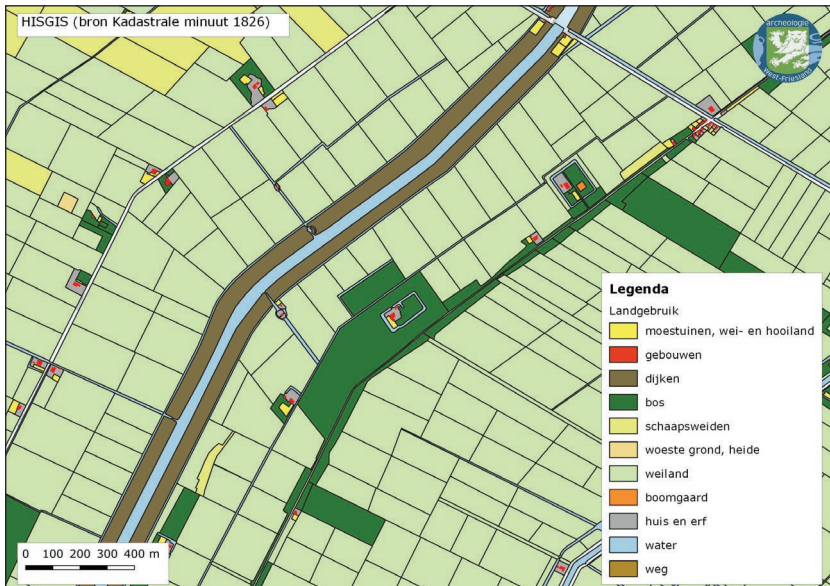 HISGIS (bron Kadastrale minuut 1826)
archeologie
West-Friesland
Legenda
Landgebruik
moestuinen, wei- en hooiland
gebouwen
dijken
bos
schaapsweiden
woeste grond, heide
weiland
boomgaard
huis en erf
water
weg
0 100 200 300 400 m